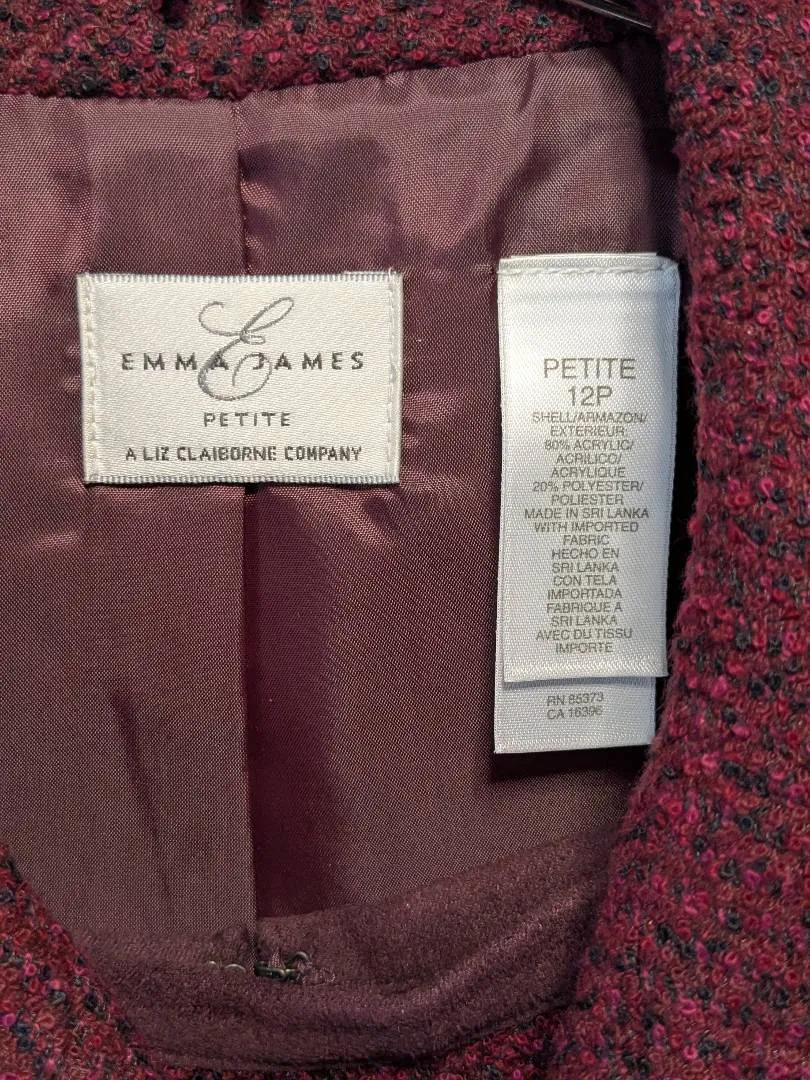 E
EMMA JAMES
PETITE
A LIZ CLAIBORNE COMPANY
PETITE
12P
SHELL/ARMAZON/
EXTERIEUR:
80% ACRYLIC/
ACRILICO/
ACRYLIQUE
20% POLYESTER/
POLIESTER
MADE IN SRI LANKA
WITH IMPORTED
FABRIC
HECHO EN
SRI LANKA
CON TELA
IMPORTADA
FABRIQUE A
SRI LANKA
AVEC DU TISSU
IMPORTE
RN 85373
CA 16396